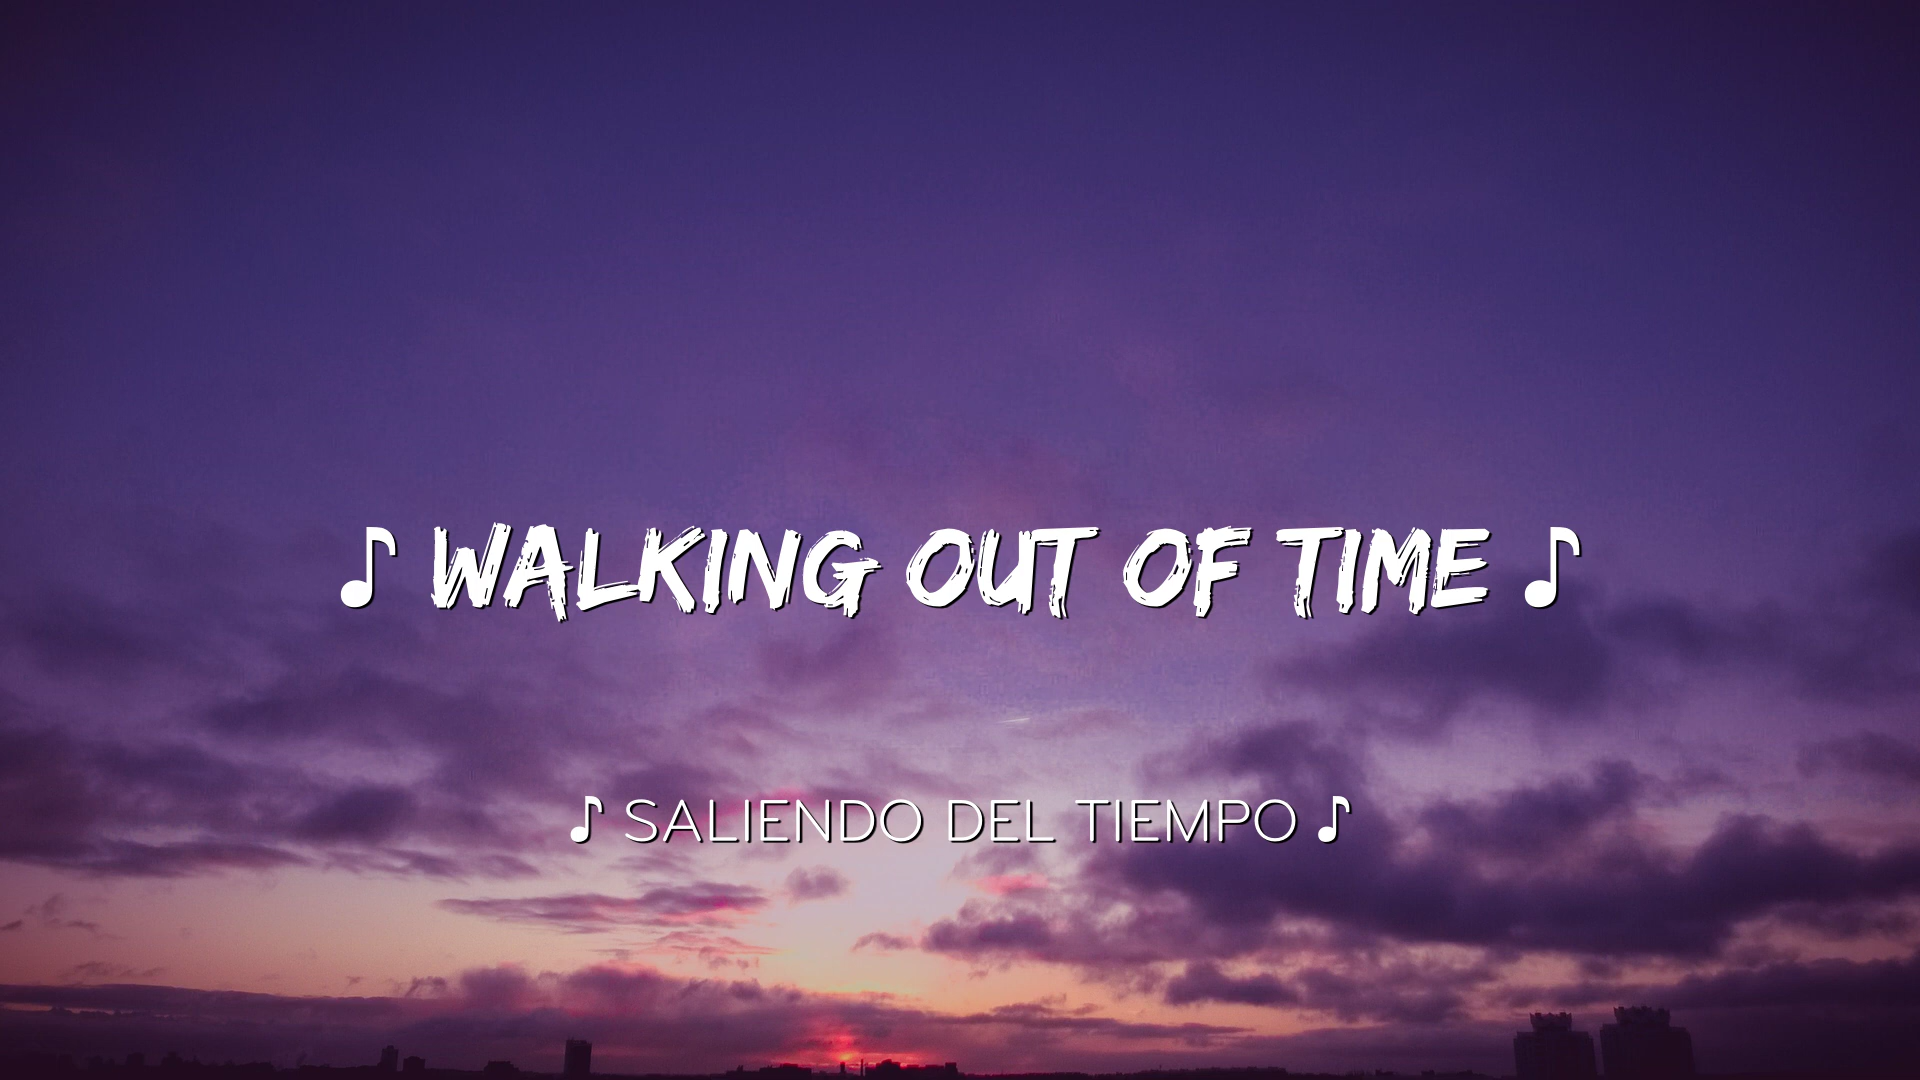 ♪ WALKING OUT OF TIME ♪
♪ SALIENDO DEL TIEMPO ♪